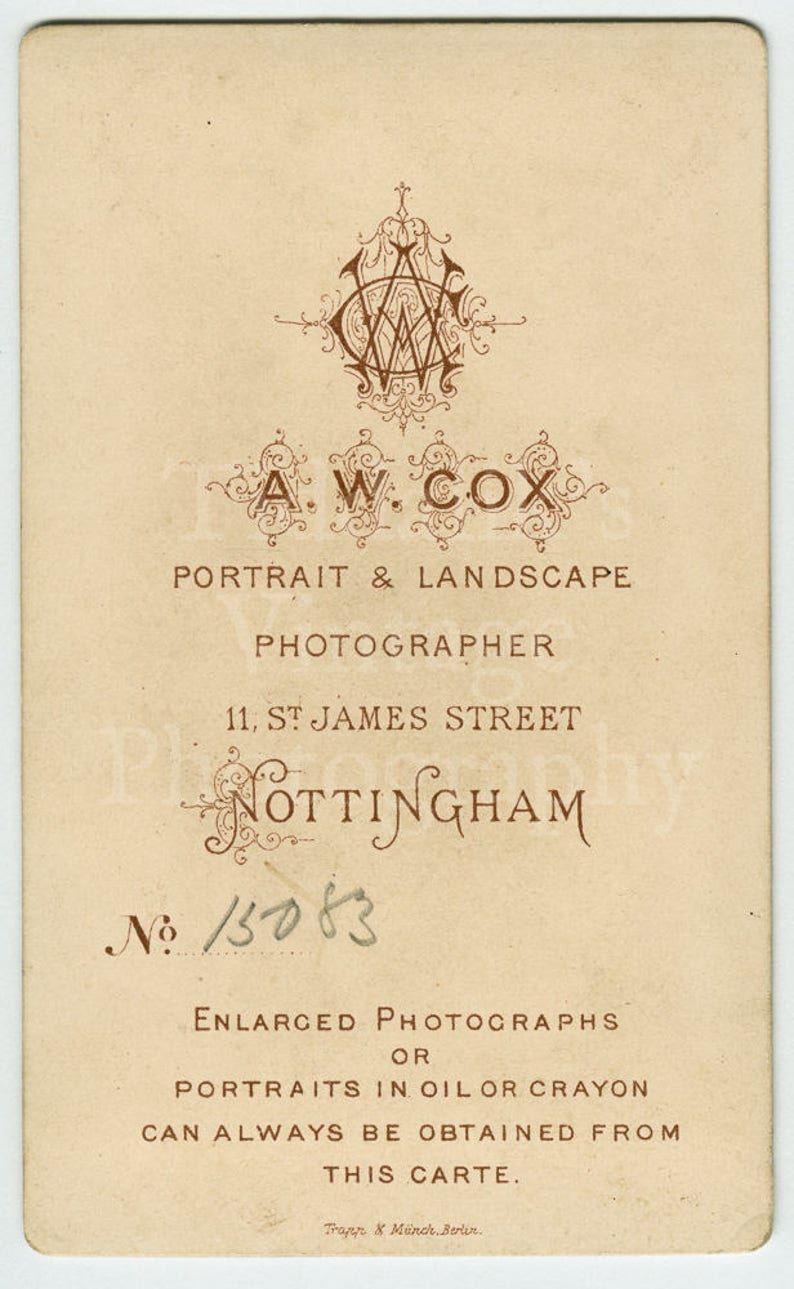 A. W. COX
PORTRAIT & LANDSCAPE
PHOTOGRAPHER
11, ST JAMES STREET
NOTTINGHAM
No. 15083
ENLARGED PHOTOGRAPHS
OR
PORTRAITS IN OIL OR CRAYON
CAN ALWAYS BE OBTAINED FROM
THIS CARTE.
Trapp & Münch, Berlin.